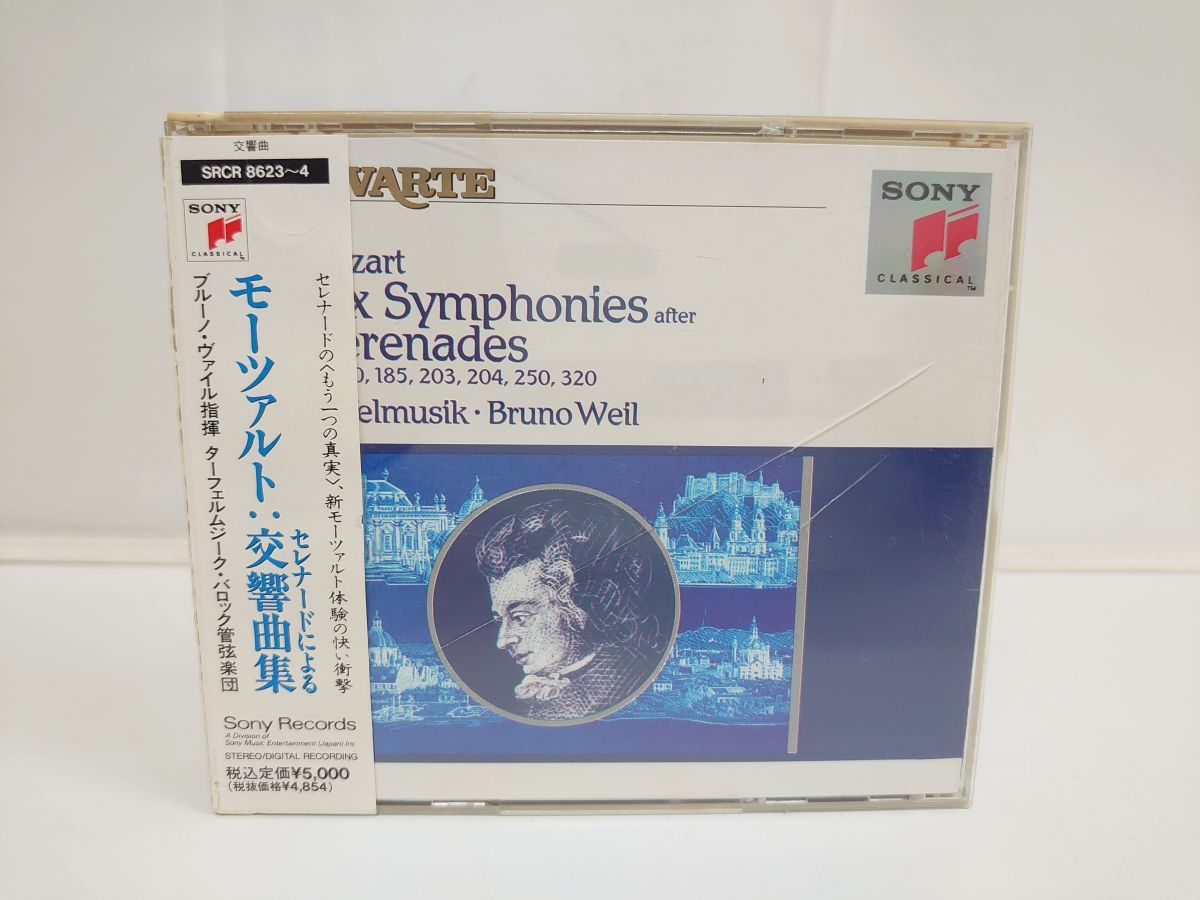 交響曲
SRCR 8623~4
SONY
CLASSICAL
TM
セレナードの〈もう一つの真実〉、新モーツァルト体験の快い衝撃
モーツァルト:セレナードによる交響曲集
ブルーノ・ヴァイル指揮 ターフェルムジーク・バロック管弦楽団
Sony Records
A Division of
Sony Music Entertainment (Japan) Inc
STEREO/DIGITAL RECORDING
税込定価¥5,000
(税抜価格¥4,854)
VARTE
SONY
CLASSICAL
TM
zart
x Symphonies after
erenades
0, 185, 203, 204, 250, 320
elmusik · Bruno Weil